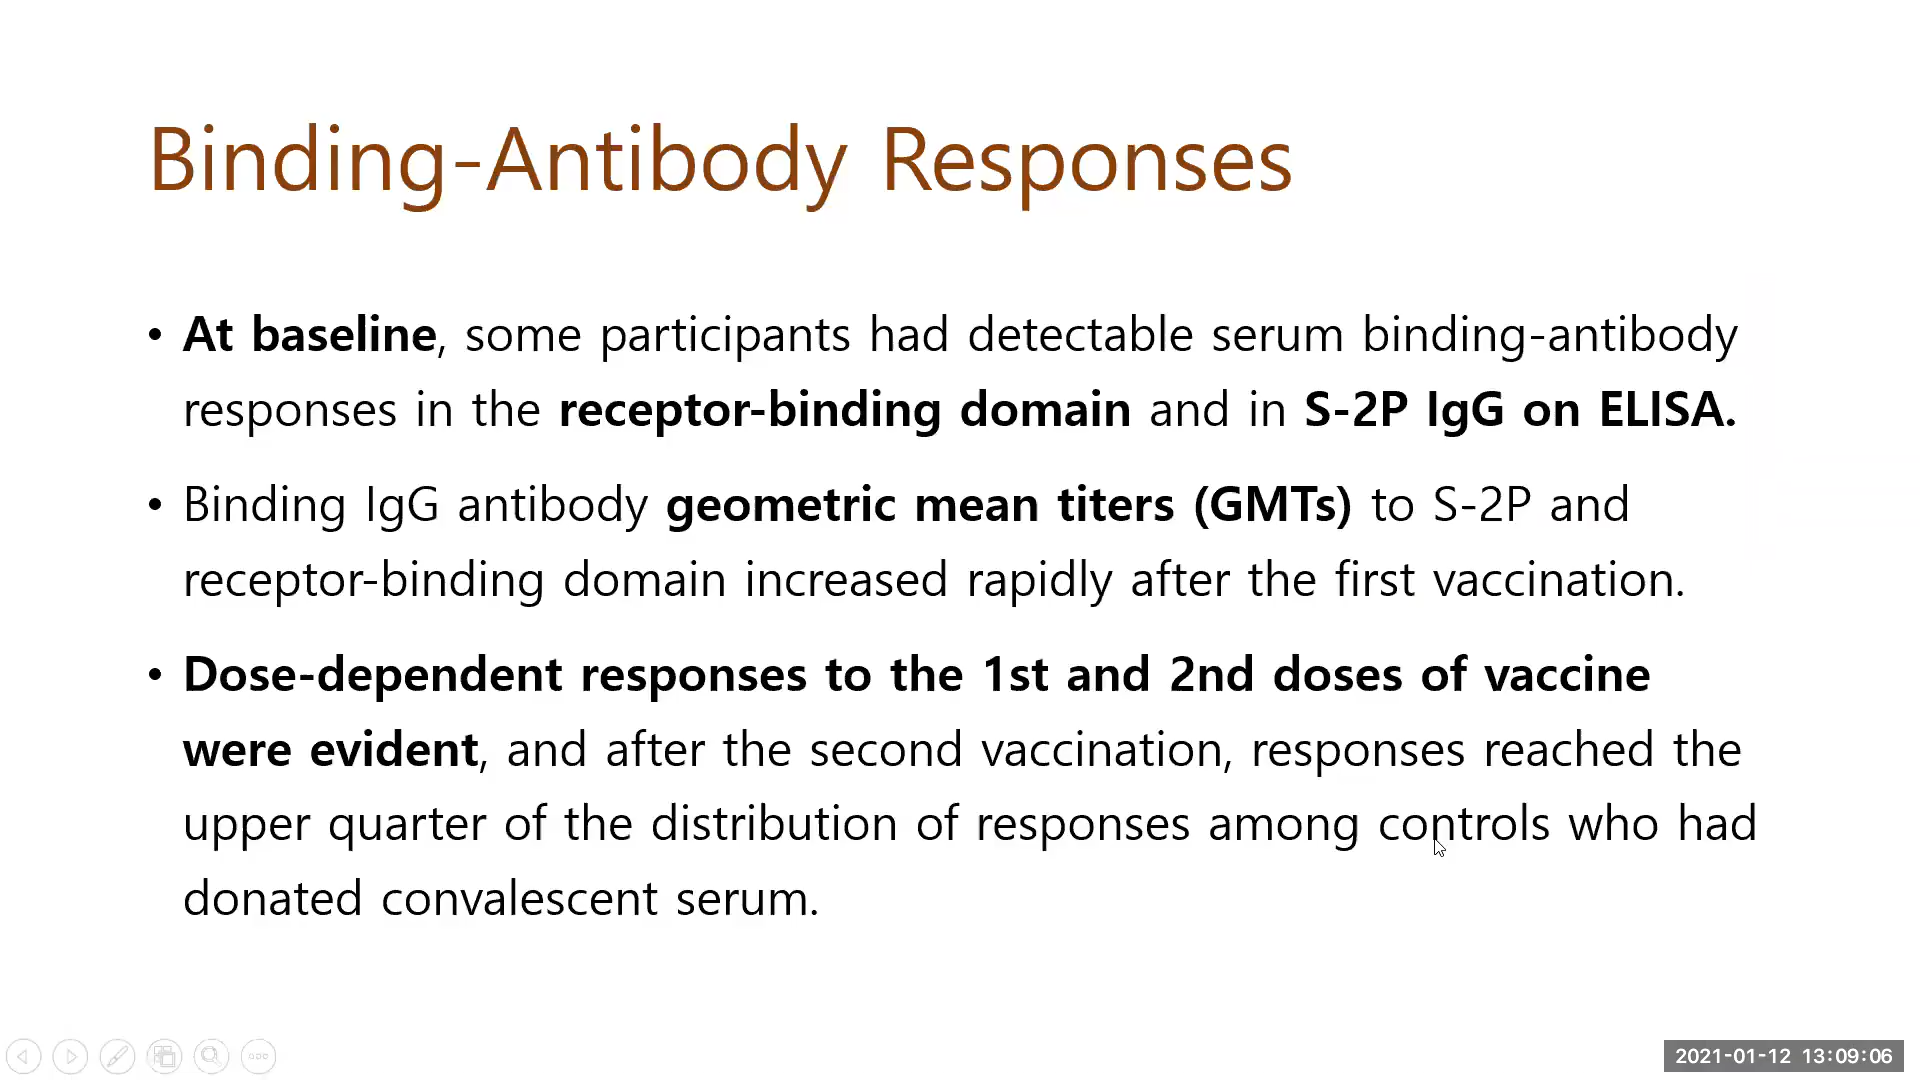 Binding-Antibody Responses
• At baseline, some participants had detectable serum binding-antibody
responses in the receptor-binding domain and in S-2P IgG on ELISA.
• Binding IgG antibody geometric mean titers (GMTs) to S-2P and
receptor-binding domain increased rapidly after the first vaccination.
• Dose-dependent responses to the 1st and 2nd doses of vaccine
were evident, and after the second vaccination, responses reached the
upper quarter of the distribution of responses among controls who had
donated convalescent serum.
2021-01-12 13:09:06